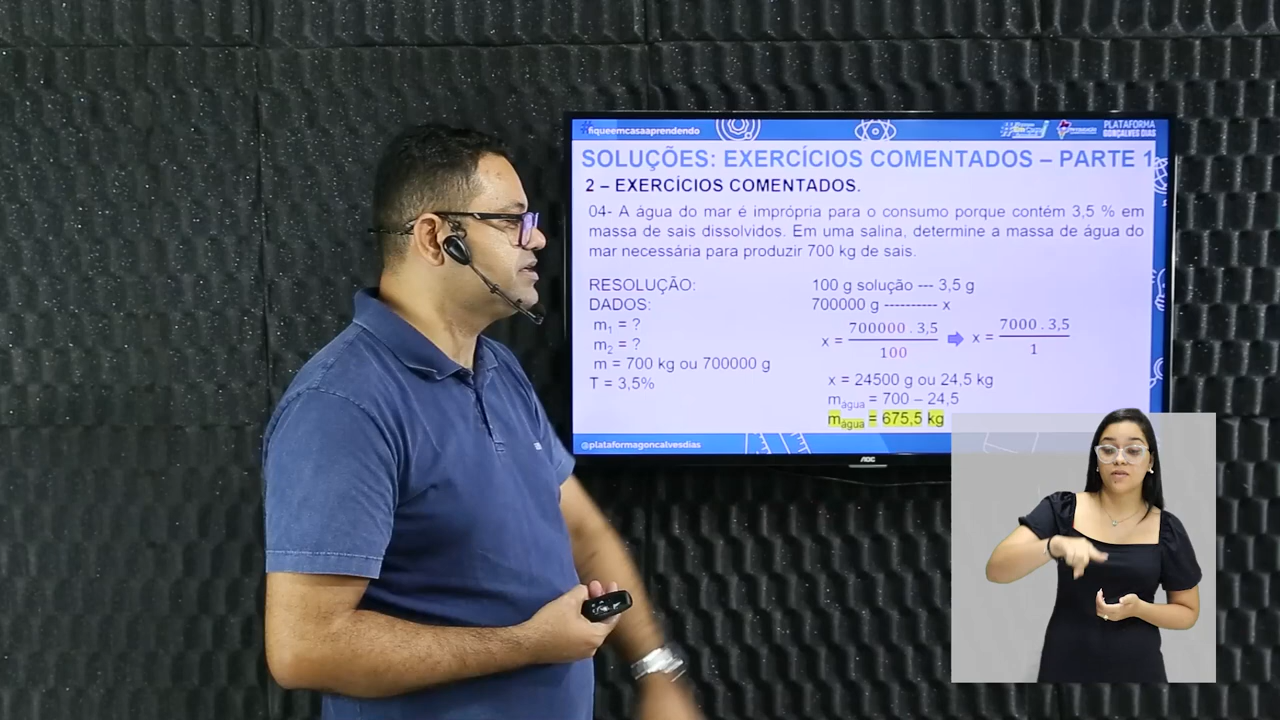 #fiqueemcasaaprendendo
PLATAFORMA
GONÇALVES DIAS
SOLUÇÕES: EXERCÍCIOS COMENTADOS – PARTE 1
2 – EXERCÍCIOS COMENTADOS.
04- A água do mar é imprópria para o consumo porque contém 3,5 % em
massa de sais dissolvidos. Em uma salina, determine a massa de água do
mar necessária para produzir 700 kg de sais.
RESOLUÇÃO:
DADOS:
m₁ = ?
m₂ = ?
m = 700 kg ou 700000 g
T = 3,5%
100 g solução --- 3,5 g
700000 g ---------- x
x = 700000 . 3,5 / 100 ➡ x = 7000 . 3,5 / 1
x = 24500 g ou 24,5 kg
mágua = 700 – 24,5
mágua = 675,5 kg
@plataformagoncalvesdias
AOC